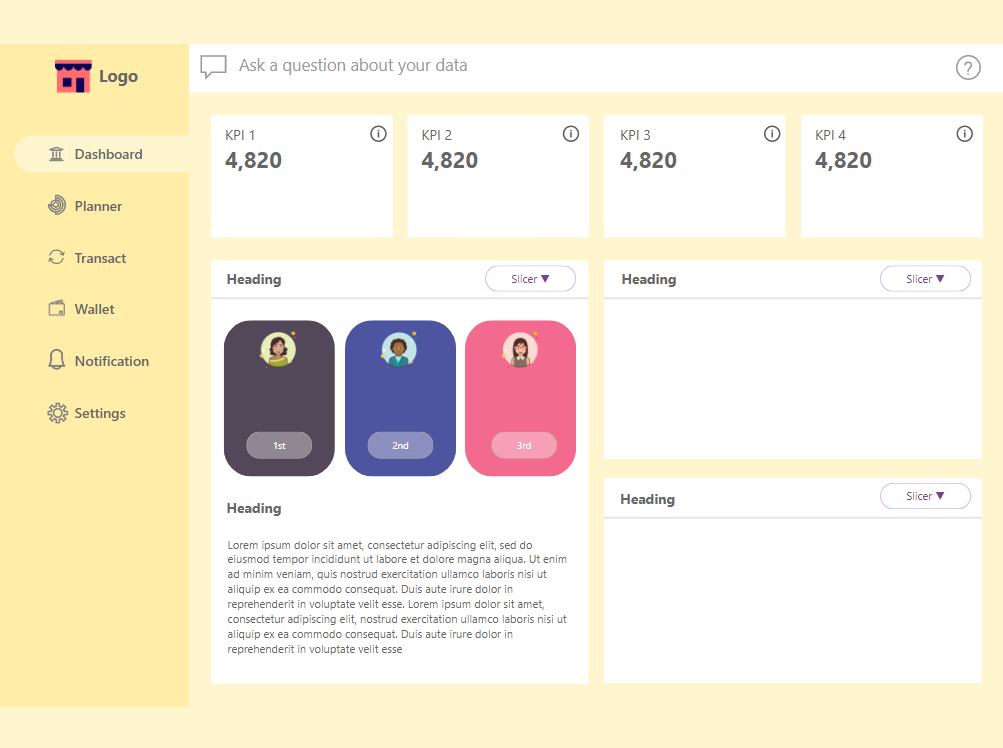 Logo
Ask a question about your data
?
Dashboard
Planner
Transact
Wallet
Notification
Settings
KPI 1
4,820
KPI 2
4,820
KPI 3
4,820
KPI 4
4,820
Heading
Slicer ▼
1st
2nd
3rd
Heading
Lorem ipsum dolor sit amet, consectetur adipiscing elit, sed do
eiusmod tempor incididunt ut labore et dolore magna aliqua. Ut enim
ad minim veniam, quis nostrud exercitation ullamco laboris nisi ut
aliquip ex ea commodo consequat. Duis aute irure dolor in
reprehenderit in voluptate velit esse. Lorem ipsum dolor sit amet,
consectetur adipiscing elit, nostrud exercitation ullamco laboris nisi ut
aliquip ex ea commodo consequat. Duis aute irure dolor in
reprehenderit in voluptate velit esse
Heading
Slicer ▼
Heading
Slicer ▼